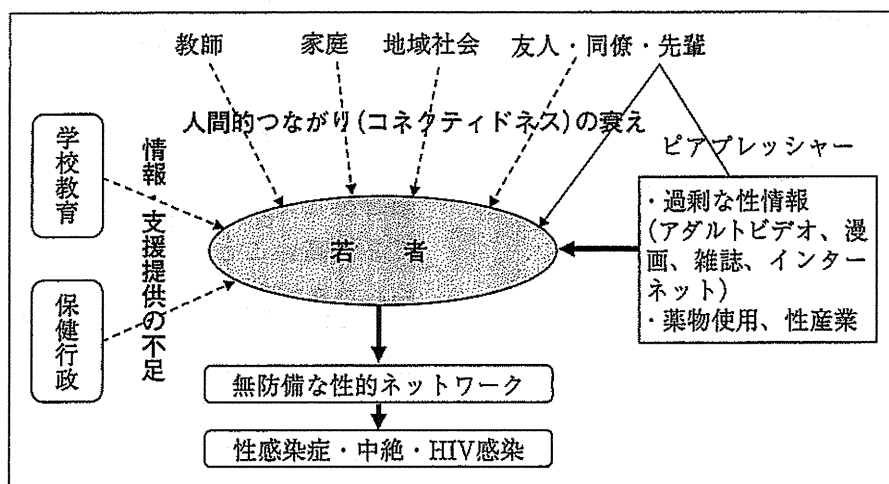 教師 家庭 地域社会 友人・同僚・先輩
人間的つながり(コネクティドネス)の衰え
ピアプレッシャー
学校教育
保健行政
情報・支援提供の不足
若 者
・過剰な性情報
(アダルトビデオ、漫
画、雑誌、インター
ネット)
・薬物使用、性産業
無防備な性的ネットワーク
性感染症・中絶・HIV感染